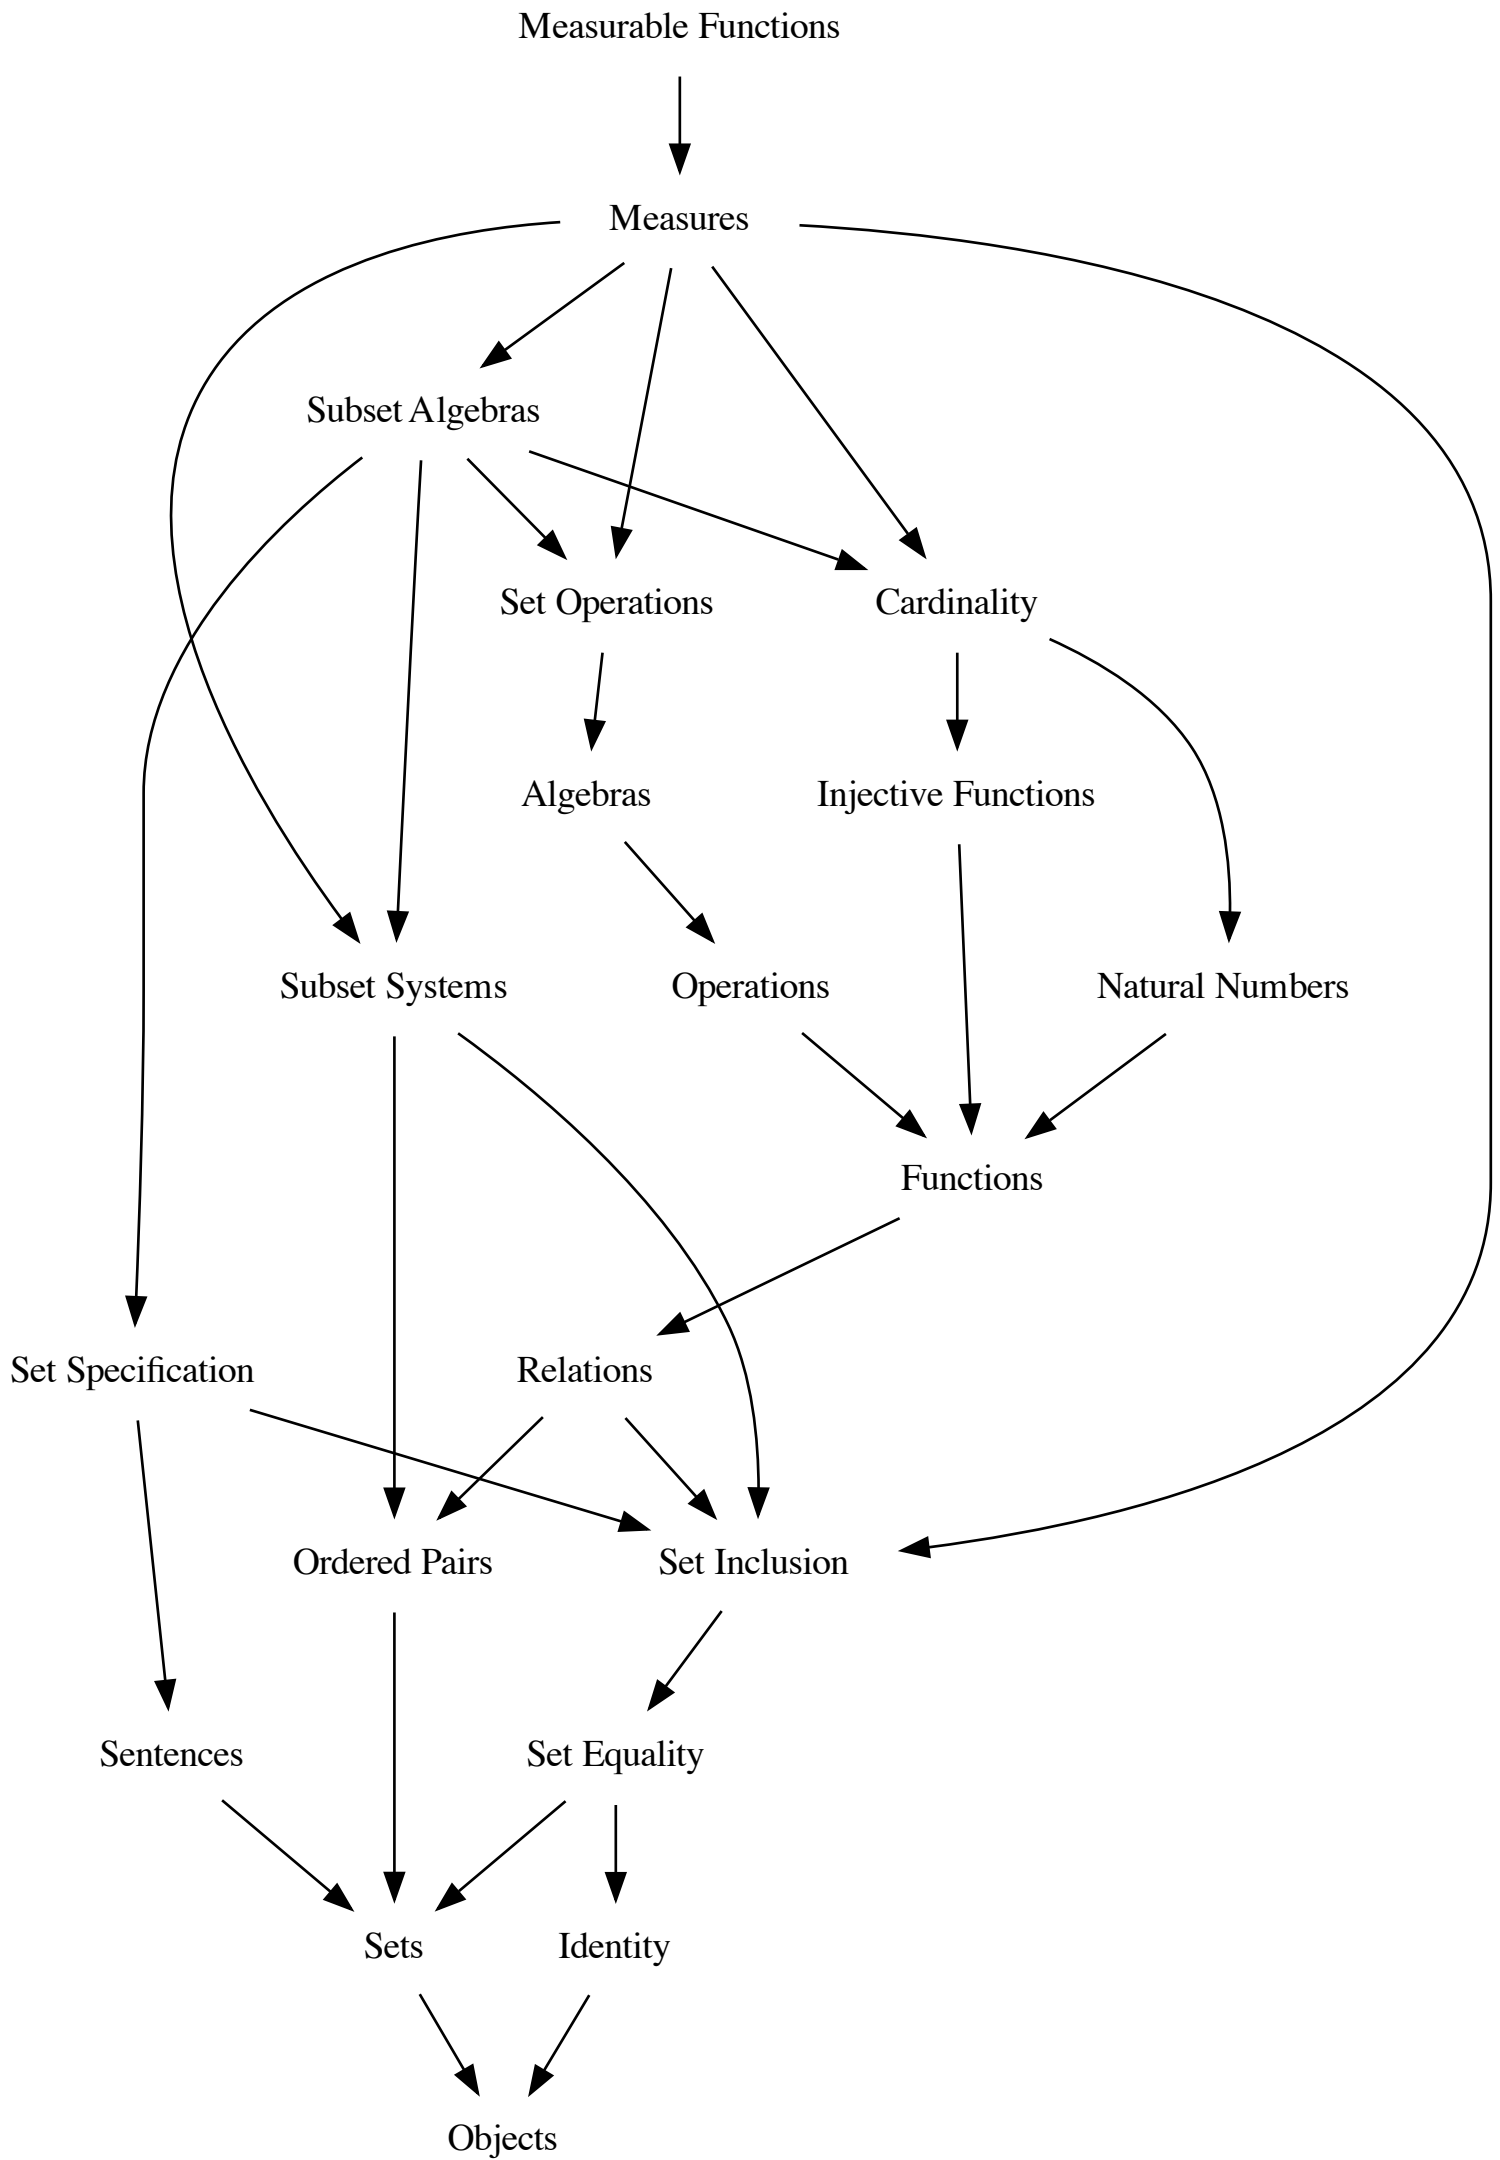 Measurable Functions
Measures
Subset Algebras
Set Operations
Cardinality
Algebras
Injective Functions
Subset Systems
Operations
Natural Numbers
Functions
Set Specification
Relations
Ordered Pairs
Set Inclusion
Sentences
Set Equality
Sets
Identity
Objects